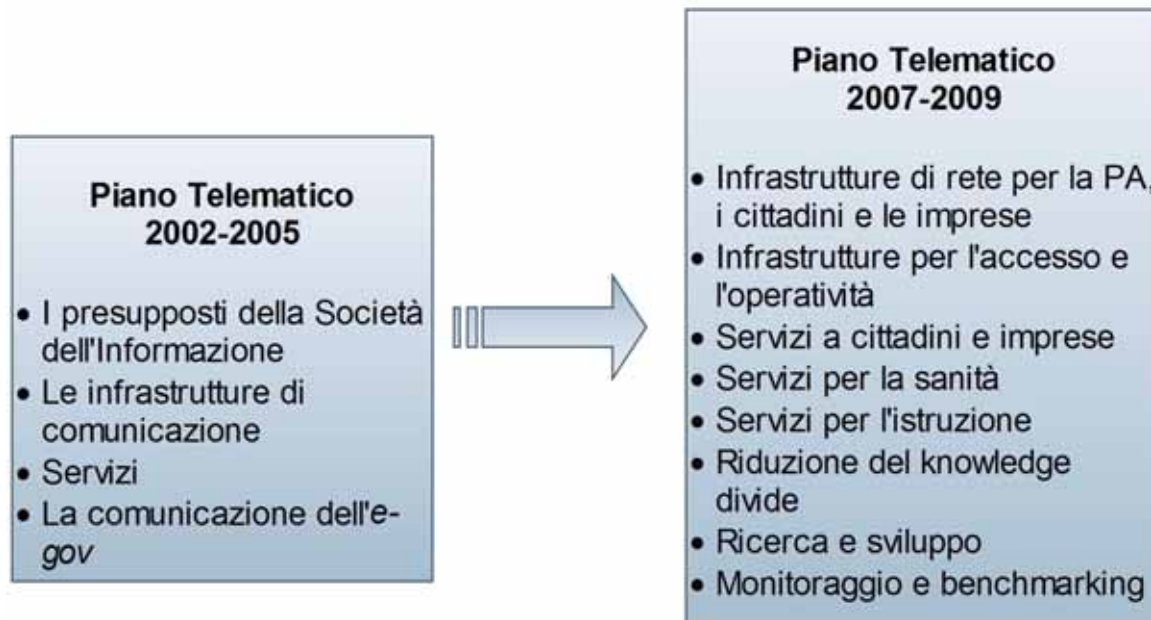 Piano Telematico
2002-2005
• I presupposti della Società
dell'Informazione
• Le infrastrutture di
comunicazione
• Servizi
• La comunicazione dell'e-
gov
Piano Telematico
2007-2009
• Infrastrutture di rete per la PA,
i cittadini e le imprese
• Infrastrutture per l'accesso e
l'operatività
• Servizi a cittadini e imprese
• Servizi per la sanità
• Servizi per l'istruzione
• Riduzione del knowledge
divide
• Ricerca e sviluppo
• Monitoraggio e benchmarking